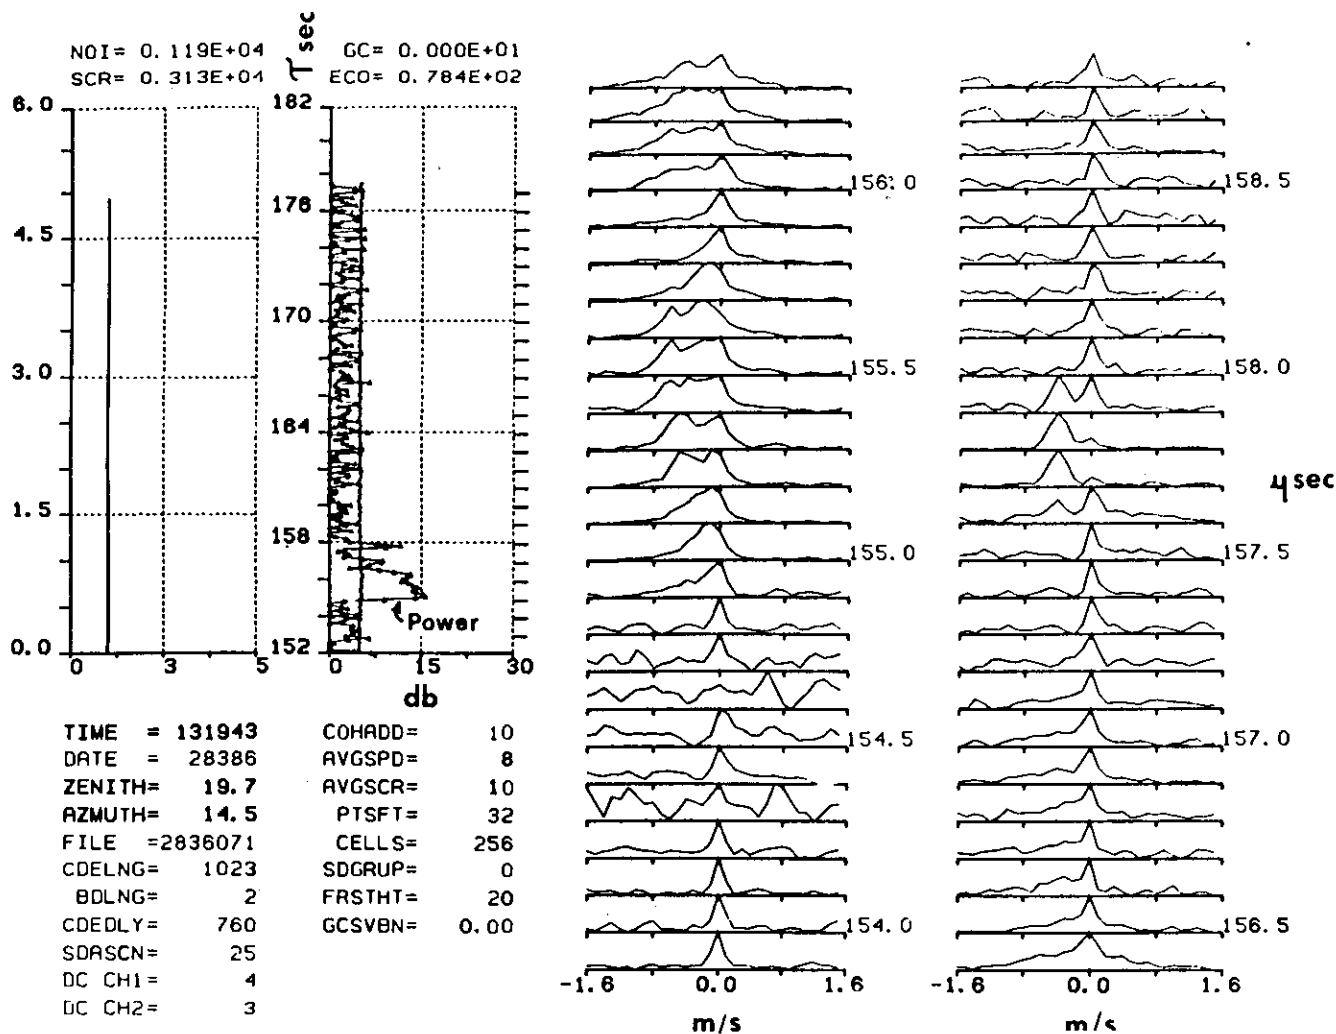 NOI= 0.119E+04 GC= 0.000E+01
SCR= 0.313E+04 ECO= 0.784E+02
τ sec
6.0
4.5
3.0
1.5
0.0
0 3 5
182
176
170
164
158
152
0 15 30
db
Power
156.0
155.5
155.0
154.5
154.0
-1.6 0.0 1.6
m/s
158.5
158.0
157.5
157.0
156.5
-1.6 0.0 1.6
m/s
μsec
TIME = 131943 COHADD= 10
DATE = 28386 AVGSPD= 8
ZENITH= 19.7 AVGSCR= 10
AZMUTH= 14.5 PTSFT= 32
FILE =2836071 CELLS= 256
CDELNG= 1023 SDGRUP= 0
BDLNG= 2 FRSTHT= 20
CDEDLY= 760 GCSVBN= 0.00
SDASCN= 25
DC CH1= 4
DC CH2= 3